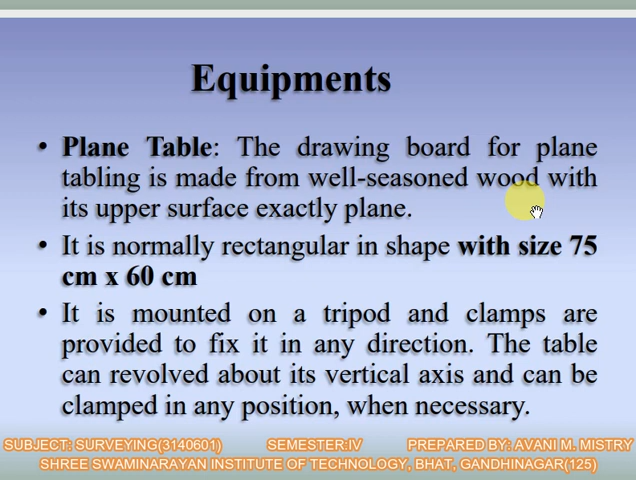 Equipments
• Plane Table: The drawing board for plane
tabling is made from well-seasoned wood with
its upper surface exactly plane.
• It is normally rectangular in shape with size 75
cm x 60 cm
• It is mounted on a tripod and clamps are
provided to fix it in any direction. The table
can revolved about its vertical axis and can be
clamped in any position, when necessary.
SUBJECT: SURVEYING(3140601) SEMESTER:IV PREPARED BY: AVANI M. MISTRY
SHREE SWAMINARAYAN INSTITUTE OF TECHNOLOGY, BHAT, GANDHINAGAR(125)